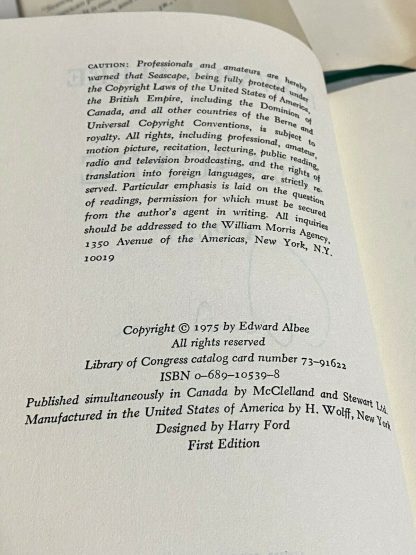 CAUTION: Professionals and amateurs are hereby
warned that Seascape, being fully protected under
the Copyright Laws of the United States of America,
the British Empire, including the Dominion of
Canada, and all other countries of the Berne and
Universal Copyright Conventions, is subject to
royalty. All rights, including professional, amateur,
motion picture, recitation, lecturing, public reading,
radio and television broadcasting, and the rights of
translation into foreign languages, are strictly re-
served. Particular emphasis is laid on the question
of readings, permission for which must be secured
from the author's agent in writing. All inquiries
should be addressed to the William Morris Agency,
1350 Avenue of the Americas, New York, N.Y.
10019
Copyright © 1975 by Edward Albee
All rights reserved
Library of Congress catalog card number 73-91622
ISBN 0-689-10539-8
Published simultaneously in Canada by McClelland and Stewart Ltd.
Manufactured in the United States of America by H. Wolff, New York
Designed by Harry Ford
First Edition